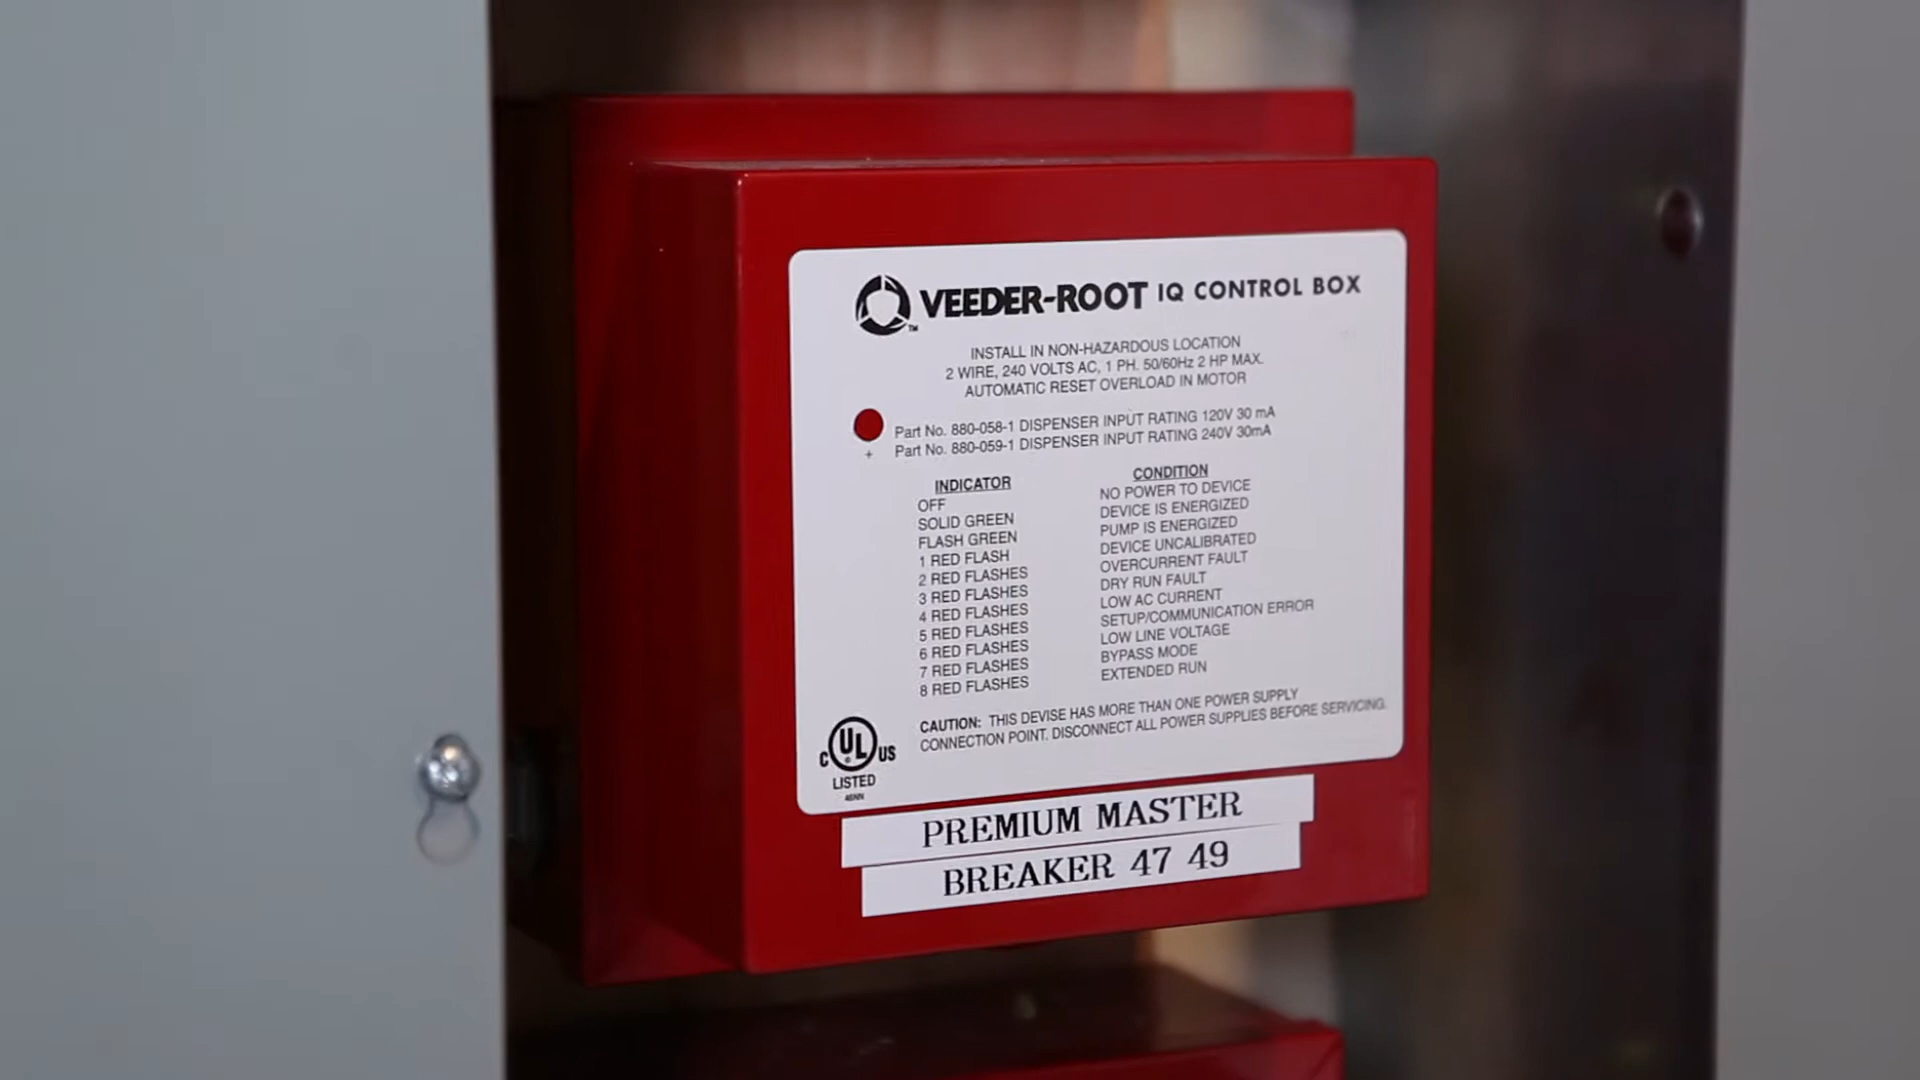 VEEDER-ROOT IQ CONTROL BOX
TM
INSTALL IN NON-HAZARDOUS LOCATION
2 WIRE, 240 VOLTS AC, 1 PH. 50/60Hz 2 HP MAX.
AUTOMATIC RESET OVERLOAD IN MOTOR
Part No. 880-058-1 DISPENSER INPUT RATING 120V 30 mA
+ Part No. 880-059-1 DISPENSER INPUT RATING 240V 30mA
INDICATOR CONDITION
OFF NO POWER TO DEVICE
SOLID GREEN DEVICE IS ENERGIZED
FLASH GREEN PUMP IS ENERGIZED
1 RED FLASH DEVICE UNCALIBRATED
2 RED FLASHES OVERCURRENT FAULT
3 RED FLASHES DRY RUN FAULT
4 RED FLASHES LOW AC CURRENT
5 RED FLASHES SETUP/COMMUNICATION ERROR
6 RED FLASHES LOW LINE VOLTAGE
7 RED FLASHES BYPASS MODE
8 RED FLASHES EXTENDED RUN
CAUTION: THIS DEVISE HAS MORE THAN ONE POWER SUPPLY
CONNECTION POINT. DISCONNECT ALL POWER SUPPLIES BEFORE SERVICING.
C UL US
LISTED
PREMIUM MASTER
BREAKER 47 49